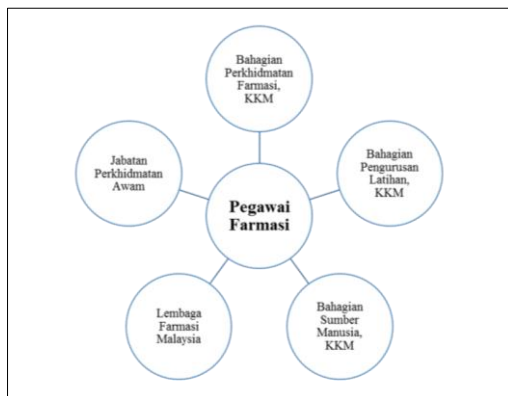 Bahagian
Perkhidmatan
Farmasi,
KKM
Jabatan
Perkhidmatan
Awam
Bahagian
Pengurusan
Latihan,
KKM
Pegawai
Farmasi
Lembaga
Farmasi
Malaysia
Bahagian
Sumber
Manusia,
KKM